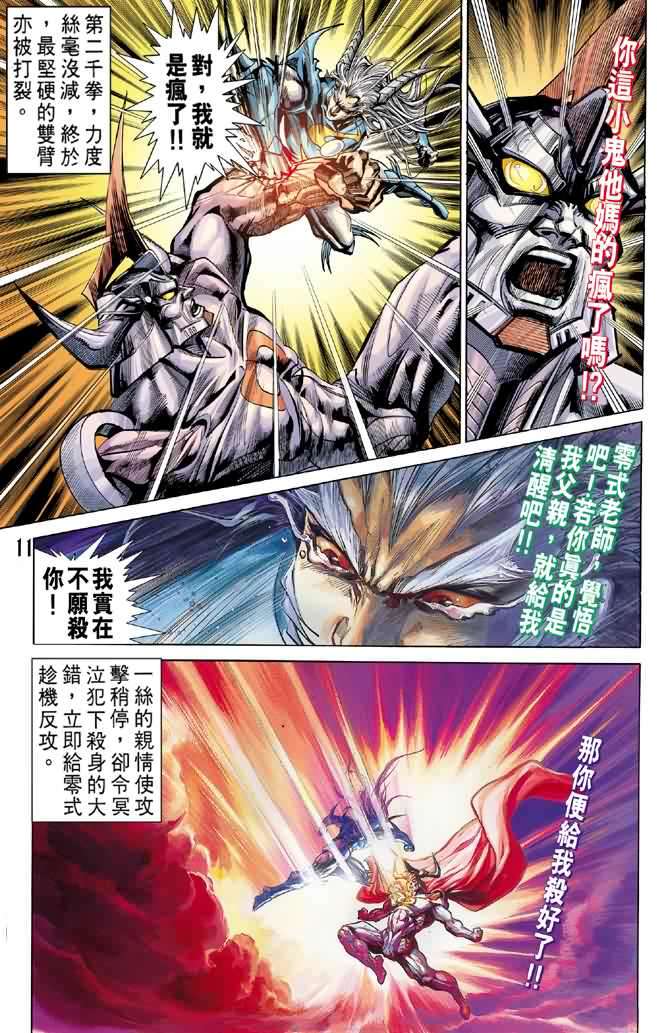 你這小鬼他媽的瘋了嗎!?
對，我就
是瘋了!!
第二千拳，力度
絲毫沒減，終於
，最堅硬的雙臂
亦被打裂。
零式老師，覺悟
吧！若你真的是
我父親，就給我
清醒吧!!
我實在
不願殺
你！
11
一絲的親情使攻
擊稍停，卻令冥
泣犯下殺身的大
錯，立即給零式
趁機反攻。
那你便給我殺好了!!